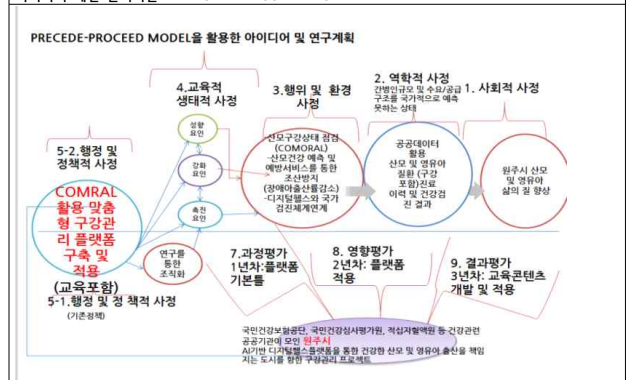 PRECEDE-PROCEED MODEL을 활용한 아이디어 및 연구계획
4.교육적
생태적 사정
3.행위 및 환경
사정
2. 역학적 사정
간병인규모 및 수요/공급
구조를 국가적으로 예측
못하는 상태
1. 사회적 사정
5-2.행정 및
정책적 사정
성향
요인
강화
요인
촉진
요인
연구를
통한
조직화
COMRAL
활용 맞춤
형 구강관
리 플랫폼
구축 및
적용
(교육포함)
5-1.행정 및 정 책적 사정
(기존정책)
-산모구강상태 점검
(COMORAL)
-산모건강 예측 및
예방서비스를 통한
조산방지
(장애아출산률감소)
-디지털헬스와 국가
검진체계연계
공공데이터
활용
산모 및 영유아
질환 (구강
포함)진료
이력 및 건강검
진 결과
원주시 산모
및 영유아
삶의 질 향상
7.과정평가
1년차:플랫폼
기본틀
8. 영향평가
2년차: 플랫폼
적용
9. 결과평가
3년차: 교육콘텐츠
개발 및 적용
국민건강보험공단, 국민건강심사평가원, 적십자혈액원 등 건강관련
공공기관이 모인 원주시
AI기반 디지털헬스플랫폼을 통한 건강한 산모 및 영유아 출산을 책임
지는 도시를 향한 구강관리 프로젝트